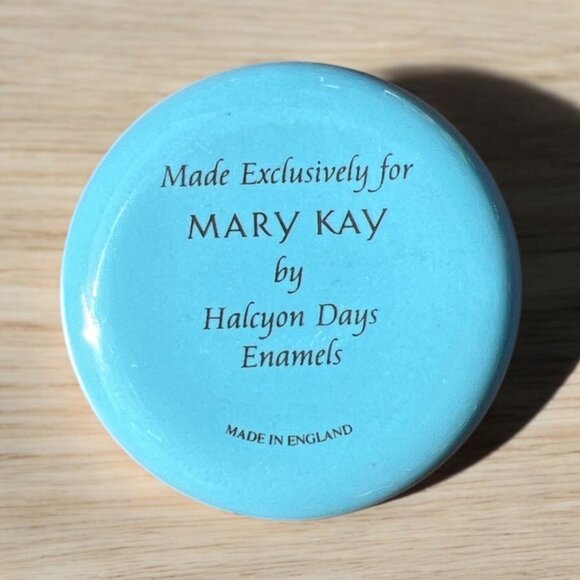 Made Exclusively for
MARY KAY
by
Halcyon Days
Enamels
MADE IN ENGLAND